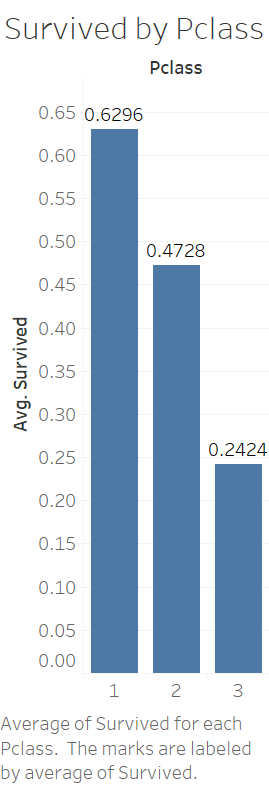 Survived by Pclass
Pclass
0.65
0.6296
0.60
0.55
0.50
0.4728
0.45
0.40
0.35
Avg. Survived
0.30
0.25
0.2424
0.20
0.15
0.10
0.05
0.00
1 2 3
Average of Survived for each
Pclass. The marks are labeled
by average of Survived.